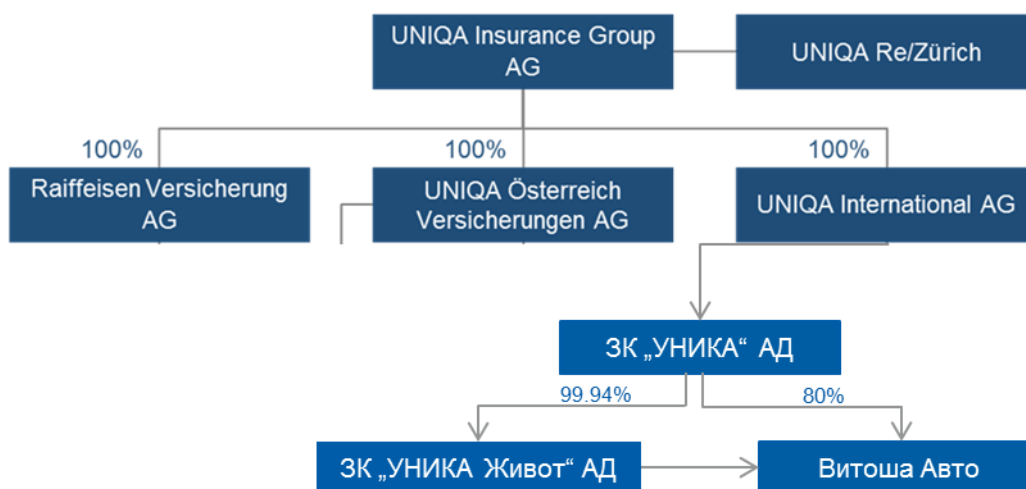 UNIQA Insurance Group
AG
UNIQA Re/Zürich
100%
100%
100%
Raiffeisen Versicherung
AG
UNIQA Österreich
Versicherungen AG
UNIQA International AG
ЗК „УНИКА“ АД
99.94%
80%
ЗК „УНИКА Живот“ АД
Витоша Авто